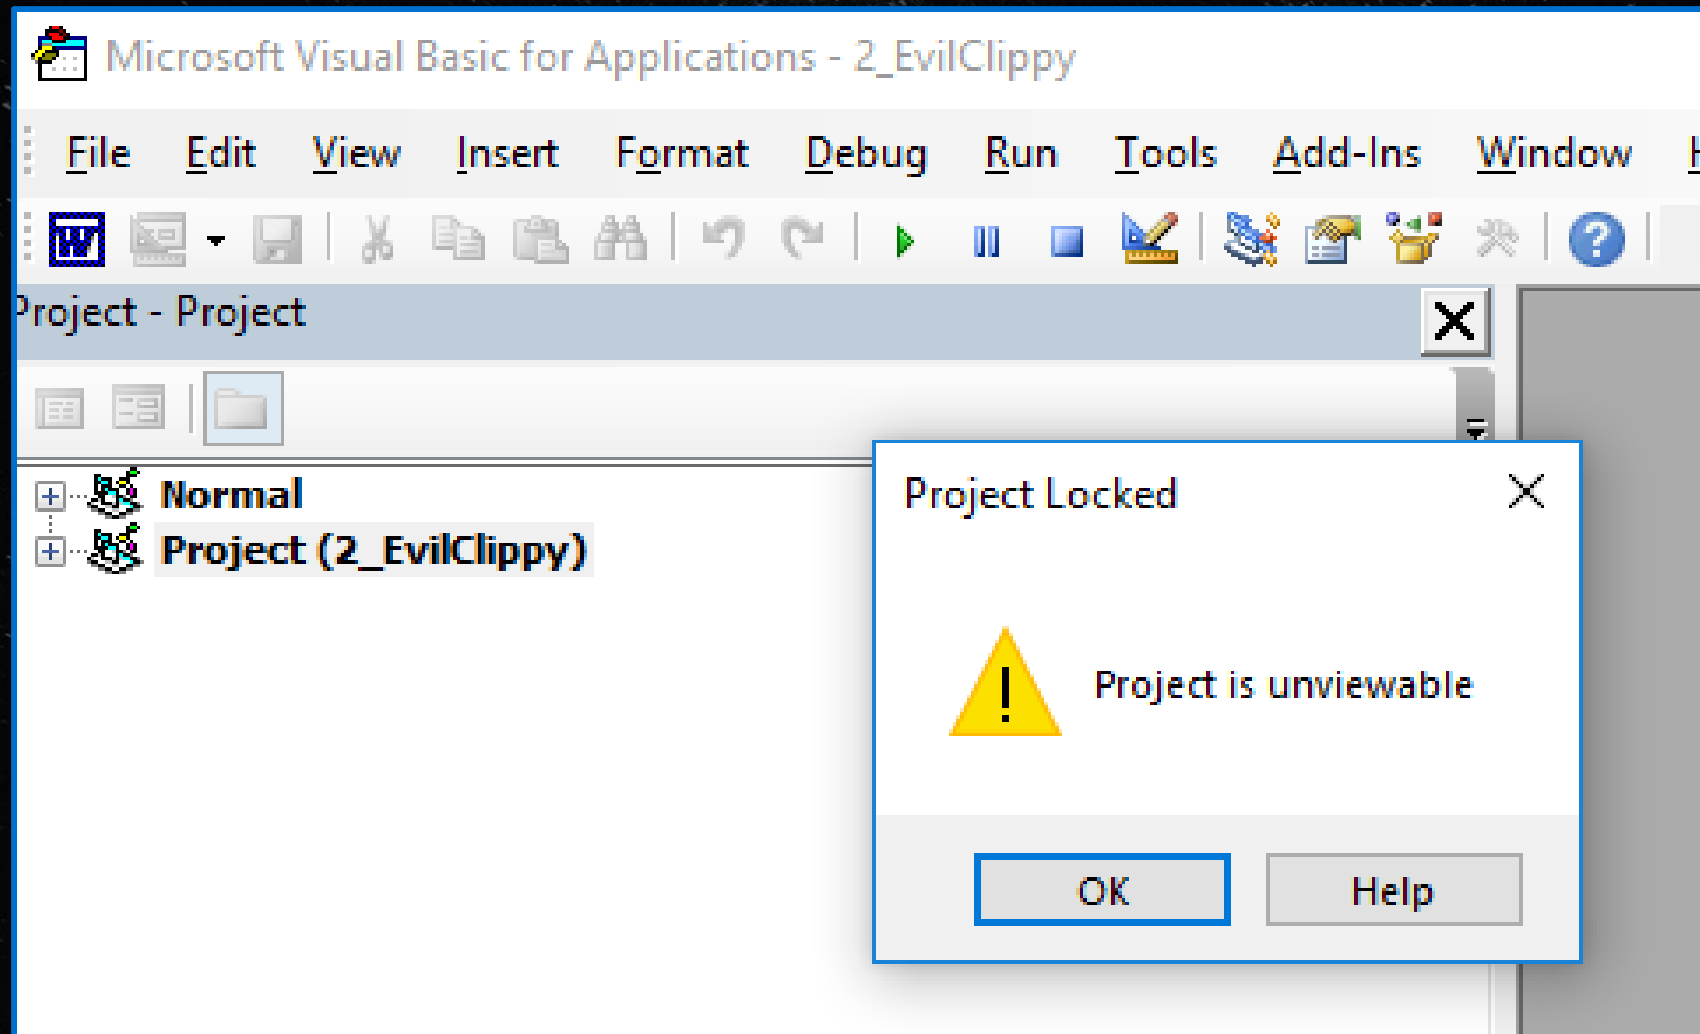 Microsoft Visual Basic for Applications - 2_EvilClippy
File Edit View Insert Format Debug Run Tools Add-Ins Window
W
Project - Project
Normal
Project (2_EvilClippy)
Project Locked
Project is unviewable
OK Help